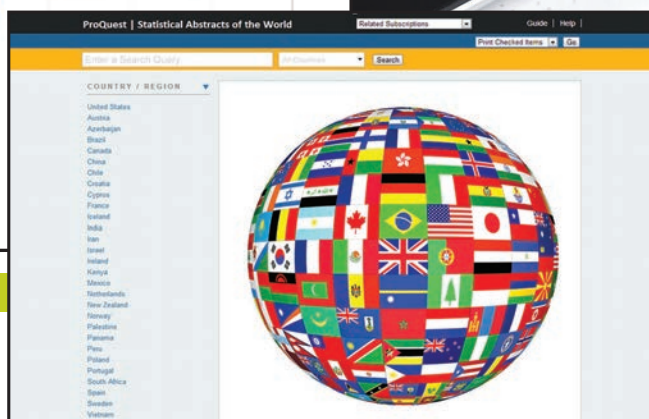 ProQuest | Statistical Abstracts of the World
Related Subscriptions
Guide | Help |
Print Checked Items
Go
Enter a Search Query
All Countries
Search
COUNTRY / REGION
United States
Austria
Azerbaijan
Brazil
Canada
China
Chile
Croatia
Cyprus
France
Iceland
India
Iran
Israel
Ireland
Kenya
Mexico
Netherlands
New Zealand
Norway
Palestine
Panama
Peru
Poland
Portugal
South Africa
Spain
Sweden
Vietnam